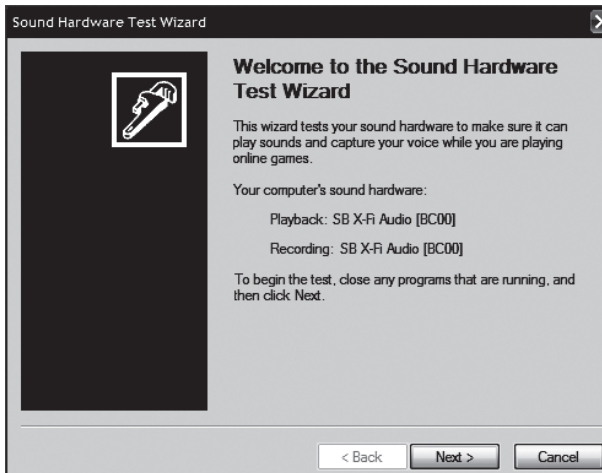 Sound Hardware Test Wizard
Welcome to the Sound Hardware
Test Wizard
This wizard tests your sound hardware to make sure it can
play sounds and capture your voice while you are playing
online games.
Your computer's sound hardware:
Playback: SB X-Fi Audio [BC00]
Recording: SB X-Fi Audio [BC00]
To begin the test, close any programs that are running, and
then click Next.
< Back
Next >
Cancel